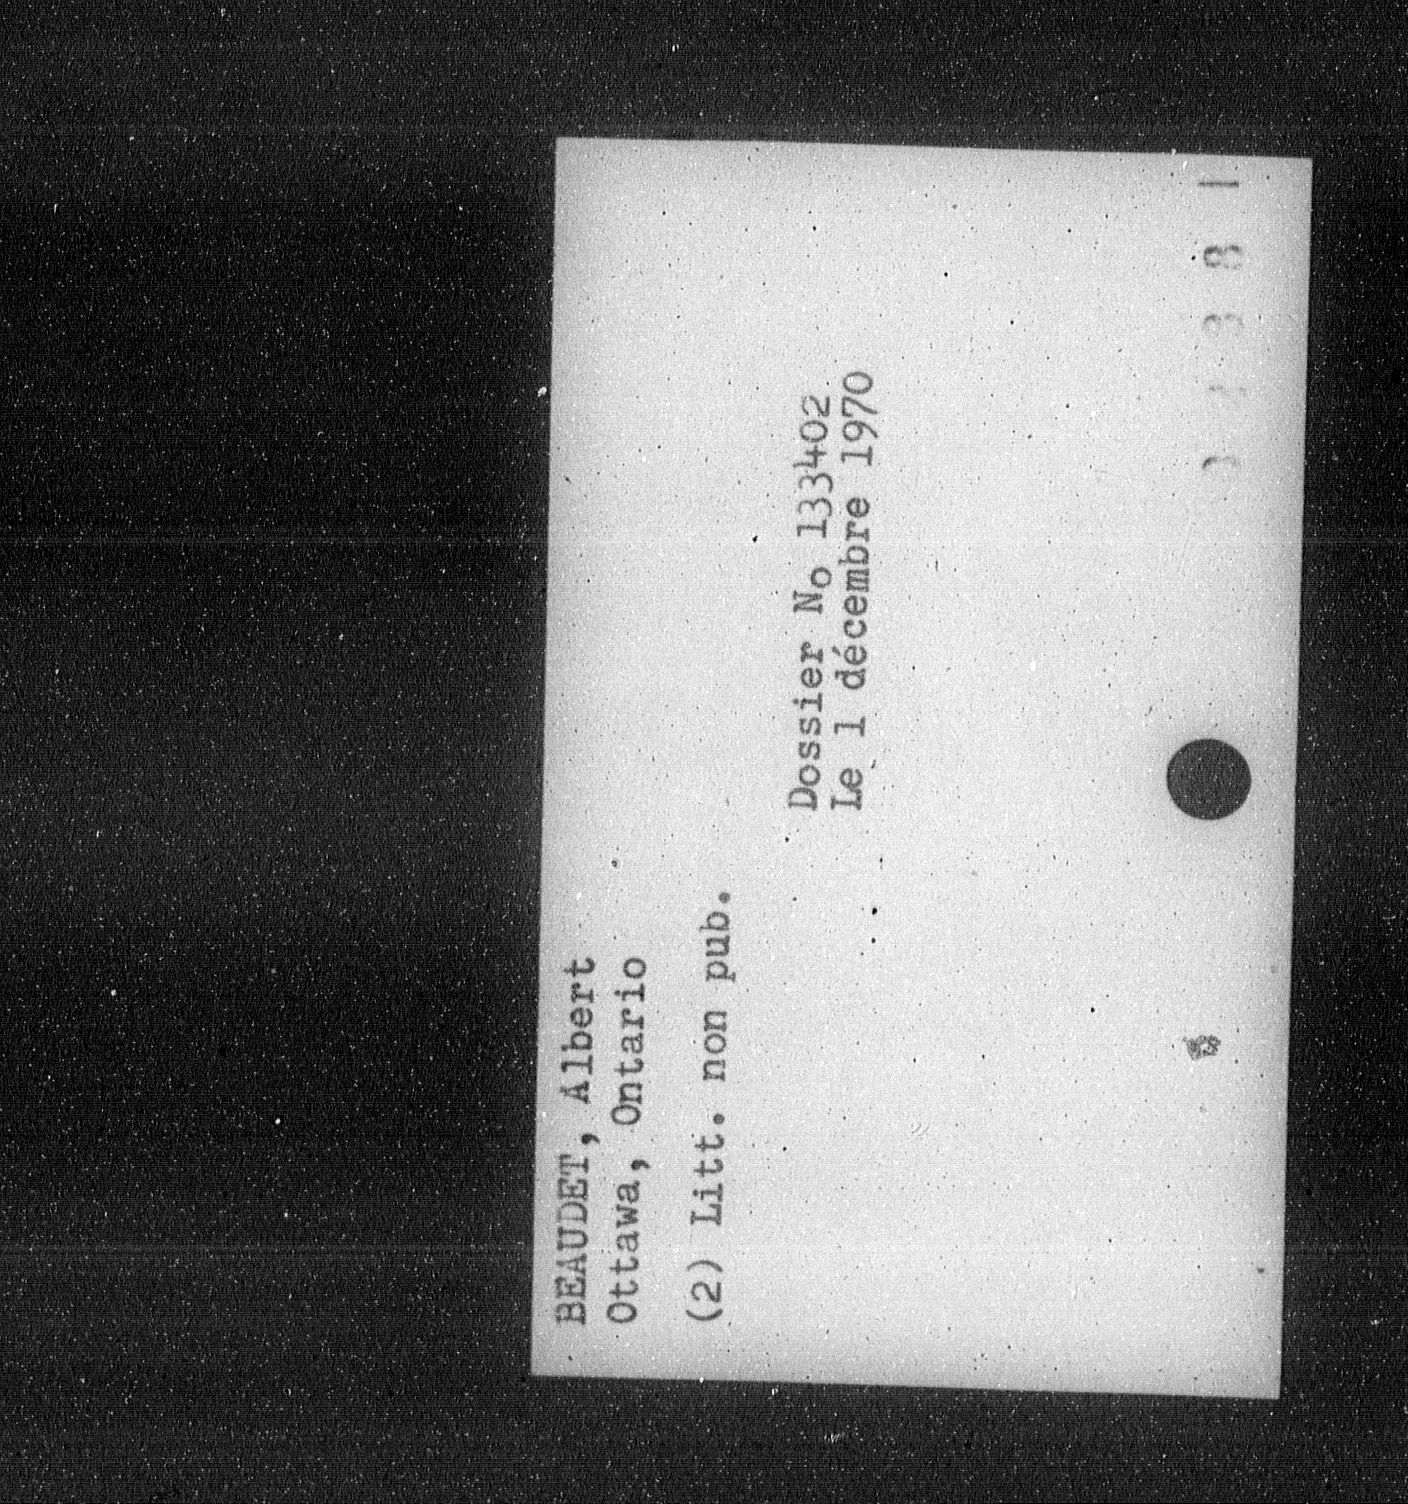 BEAUDET, Albert
Ottawa, Ontario
(2) Litt. non pub.
Dossier No 133402
Le 1 décembre 1970